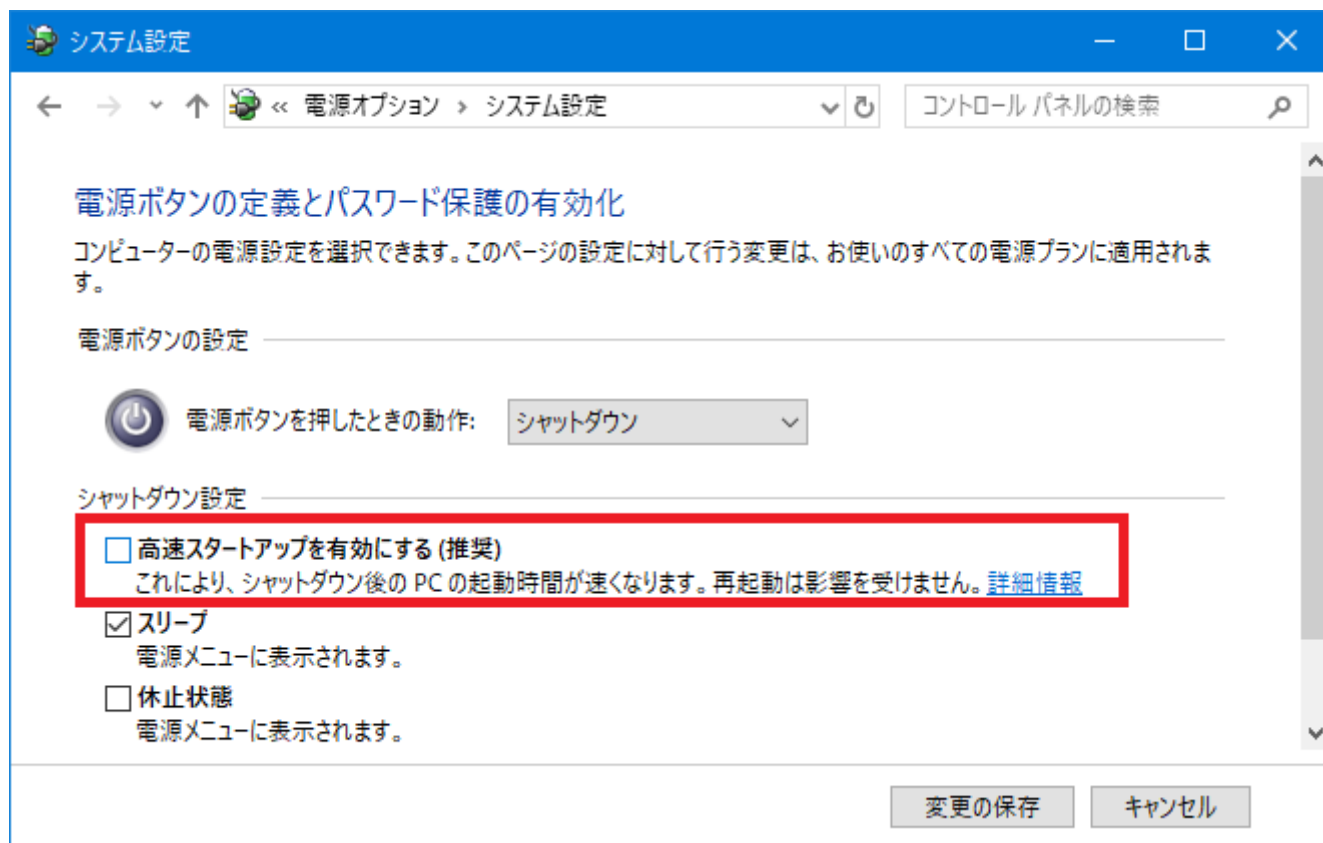 システム設定
« 電源オプション › システム設定
コントロール パネルの検索
電源ボタンの定義とパスワード保護の有効化
コンピューターの電源設定を選択できます。このページの設定に対して行う変更は、お使いのすべての電源プランに適用されま
す。
電源ボタンの設定
電源ボタンを押したときの動作: シャットダウン
シャットダウン設定
高速スタートアップを有効にする (推奨)
これにより、シャットダウン後の PC の起動時間が速くなります。再起動は影響を受けません。詳細情報
スリープ
電源メニューに表示されます。
休止状態
電源メニューに表示されます。
変更の保存 キャンセル